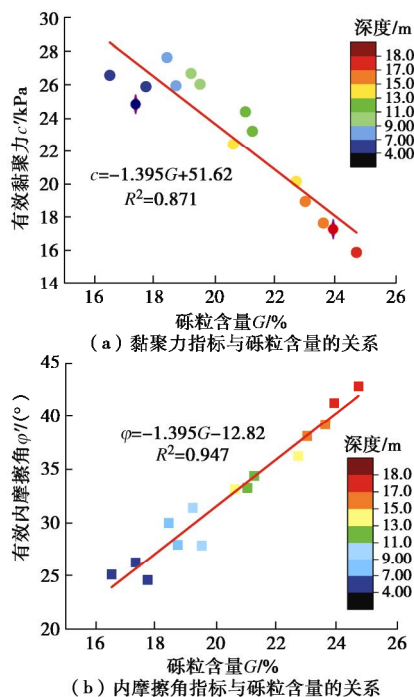 30
28
26
24
22
20
18
16
14
有效黏聚力c′/kPa
深度/m
18.0
17.0
15.0
13.0
11.0
9.00
7.00
4.00
c=-1.395G+51.62
R²=0.871
16 18 20 22 24 26
砾粒含量G/%
(a)黏聚力指标与砾粒含量的关系
45
40
35
30
25
20
有效内摩擦角φ′/(°)
φ=-1.395G-12.82
R²=0.947
深度/m
18.0
17.0
15.0
13.0
11.0
9.00
7.00
4.00
16 18 20 22 24 26
砾粒含量G/%
(b)内摩擦角指标与砾粒含量的关系